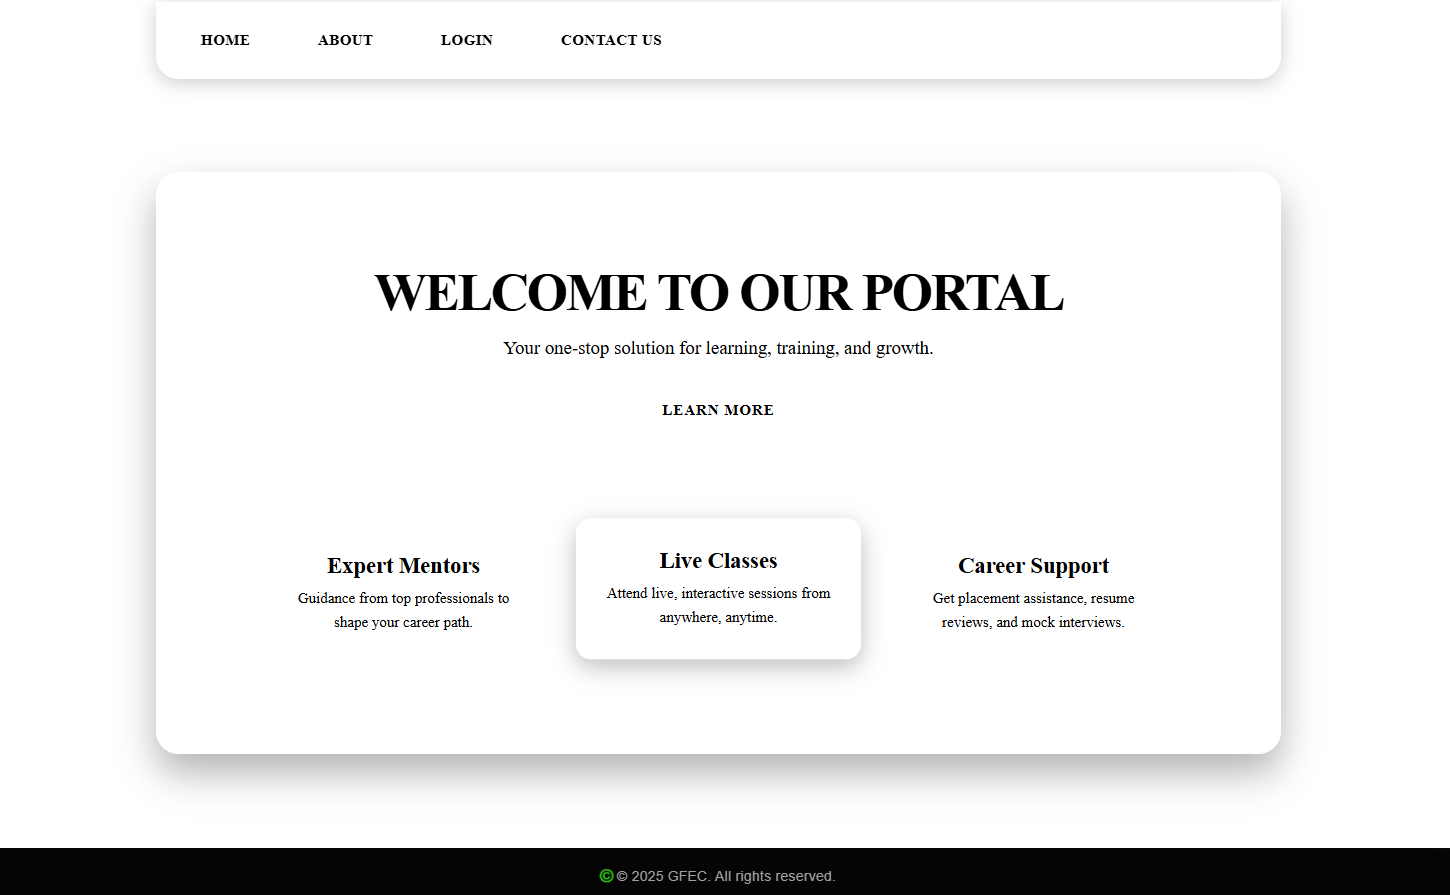 HOME ABOUT LOGIN CONTACT US
WELCOME TO OUR PORTAL
Your one-stop solution for learning, training, and growth.
LEARN MORE
Expert Mentors
Guidance from top professionals to
shape your career path.
Live Classes
Attend live, interactive sessions from
anywhere, anytime.
Career Support
Get placement assistance, resume
reviews, and mock interviews.
©© 2025 GFEC. All rights reserved.